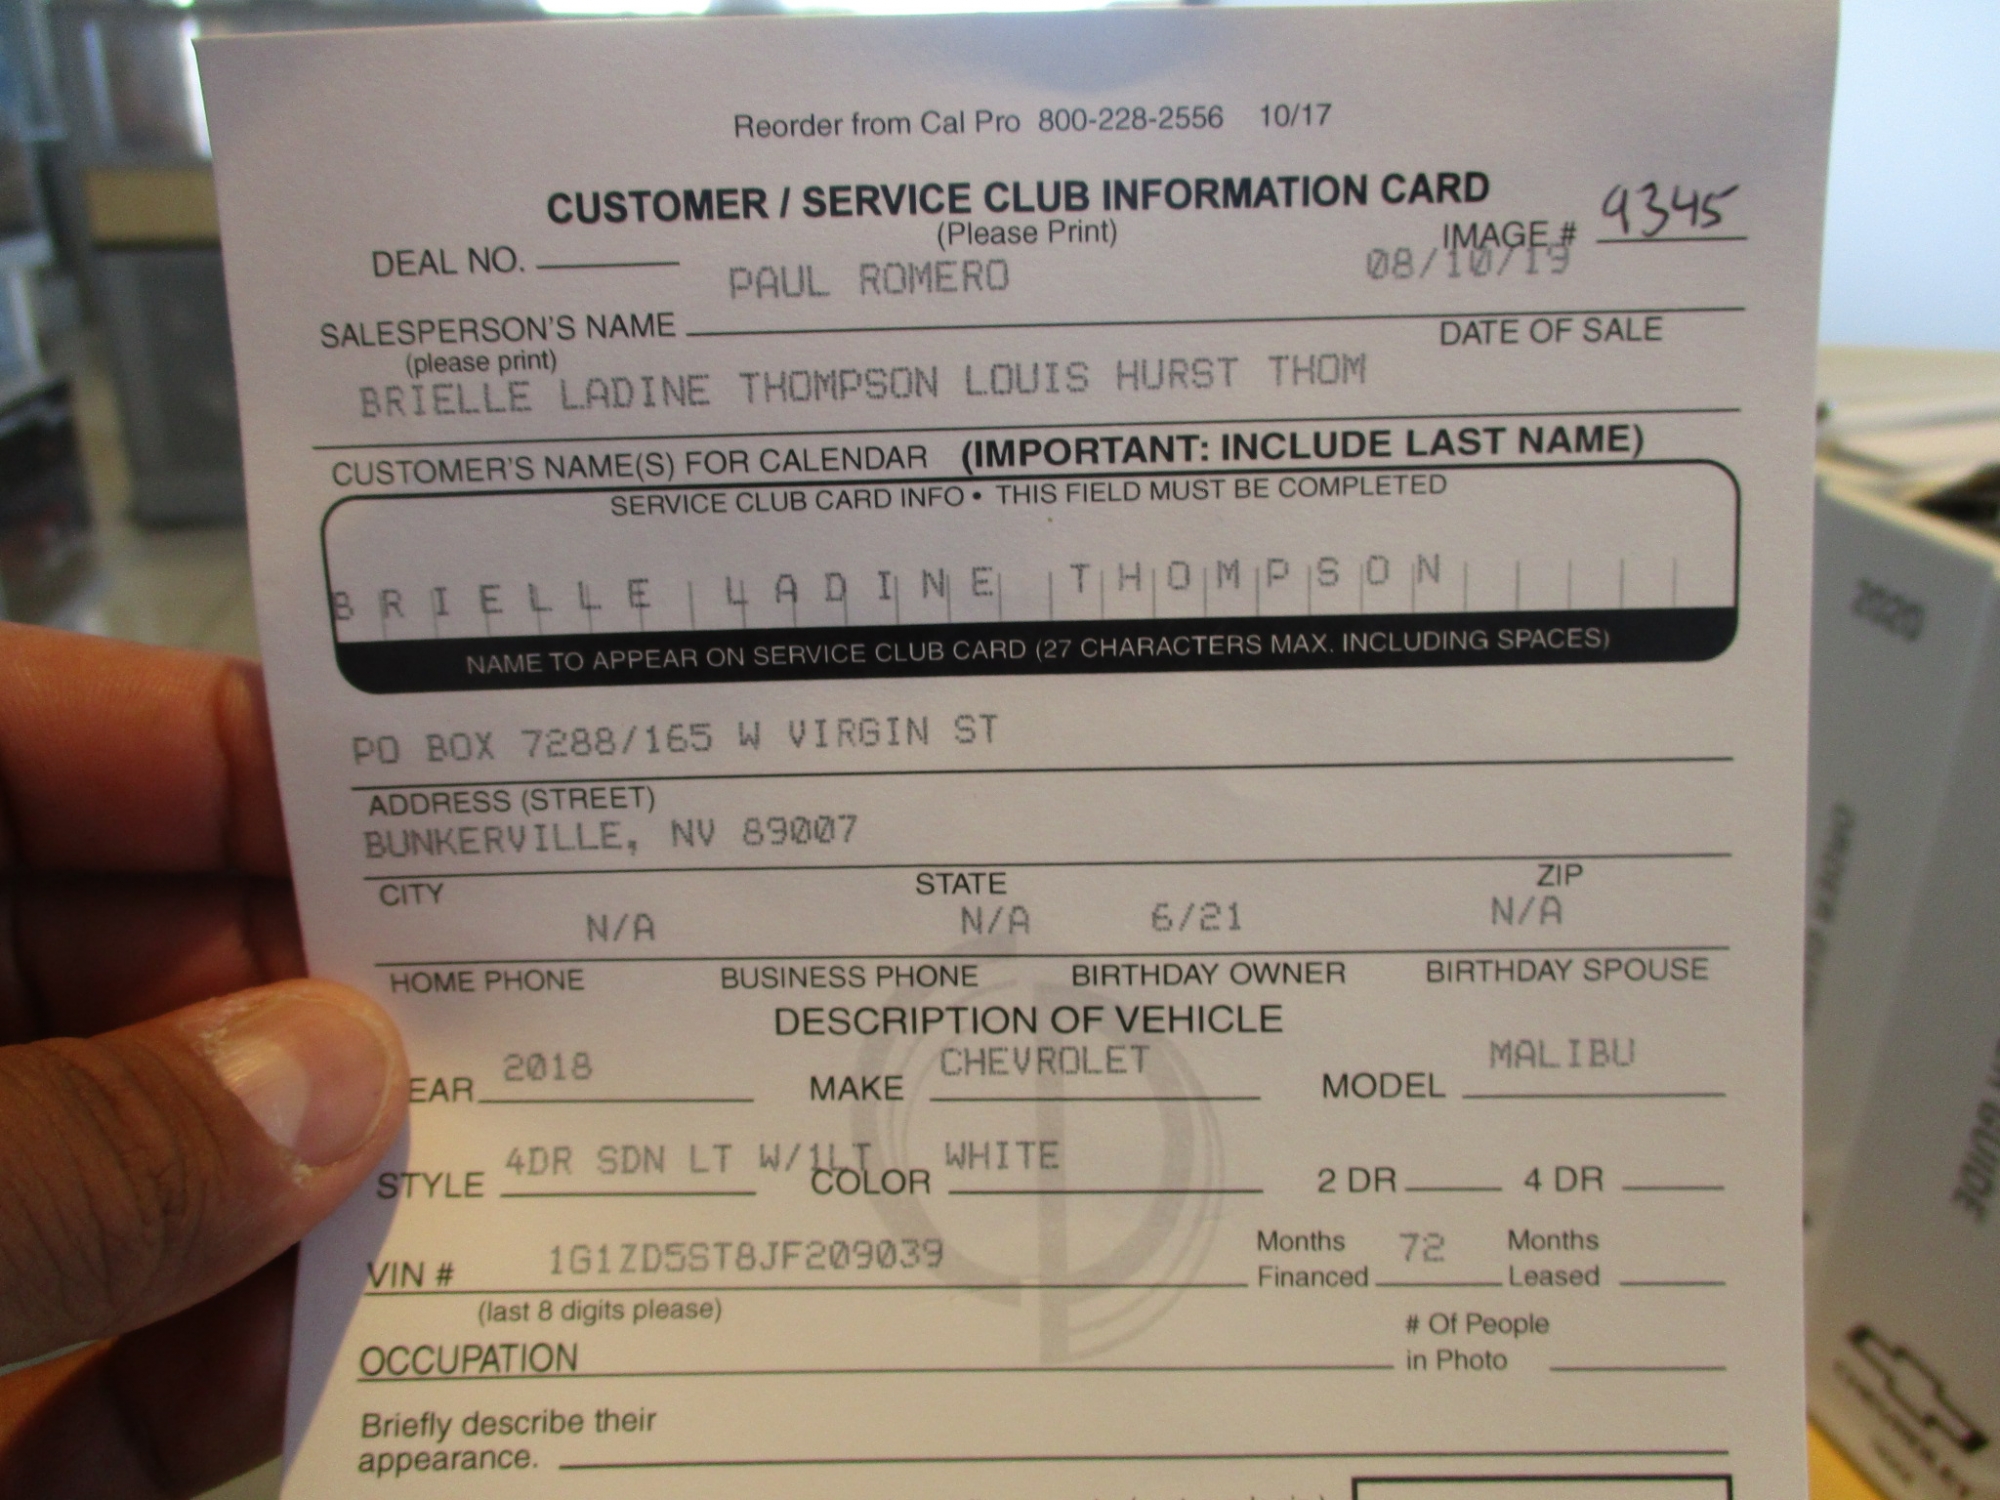 Reorder from Cal Pro 800-228-2556 10/17
CUSTOMER / SERVICE CLUB INFORMATION CARD
(Please Print)
IMAGE # 9345
DEAL NO.
PAUL ROMERO 08/10/19
SALESPERSON'S NAME DATE OF SALE
(please print)
BRIELLE LADINE THOMPSON LOUIS HURST THOM
CUSTOMER'S NAME(S) FOR CALENDAR (IMPORTANT: INCLUDE LAST NAME)
SERVICE CLUB CARD INFO • THIS FIELD MUST BE COMPLETED
BRIELLE LADINE THOMPSON
NAME TO APPEAR ON SERVICE CLUB CARD (27 CHARACTERS MAX. INCLUDING SPACES)
PO BOX 7288/165 W VIRGIN ST
ADDRESS (STREET)
BUNKERVILLE, NV 89007
CITY STATE ZIP
N/A N/A 6/21 N/A
HOME PHONE BUSINESS PHONE BIRTHDAY OWNER BIRTHDAY SPOUSE
DESCRIPTION OF VEHICLE
EAR 2018 MAKE CHEVROLET MODEL MALIBU
STYLE 4DR SDN LT W/1LT COLOR WHITE 2 DR 4 DR
VIN # 1G1ZD5ST8JF209039 Months Financed 72 Months Leased
(last 8 digits please)
OCCUPATION # Of People in Photo
Briefly describe their
appearance.
2020
GUIDE
CHEVROLET